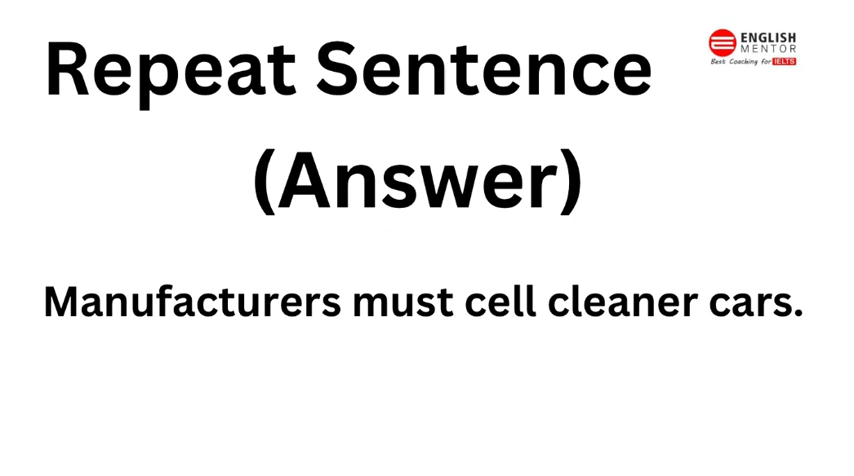 Repeat Sentence
ENGLISH
MENTOR
Best Coaching for IELTS
(Answer)
Manufacturers must cell cleaner cars.